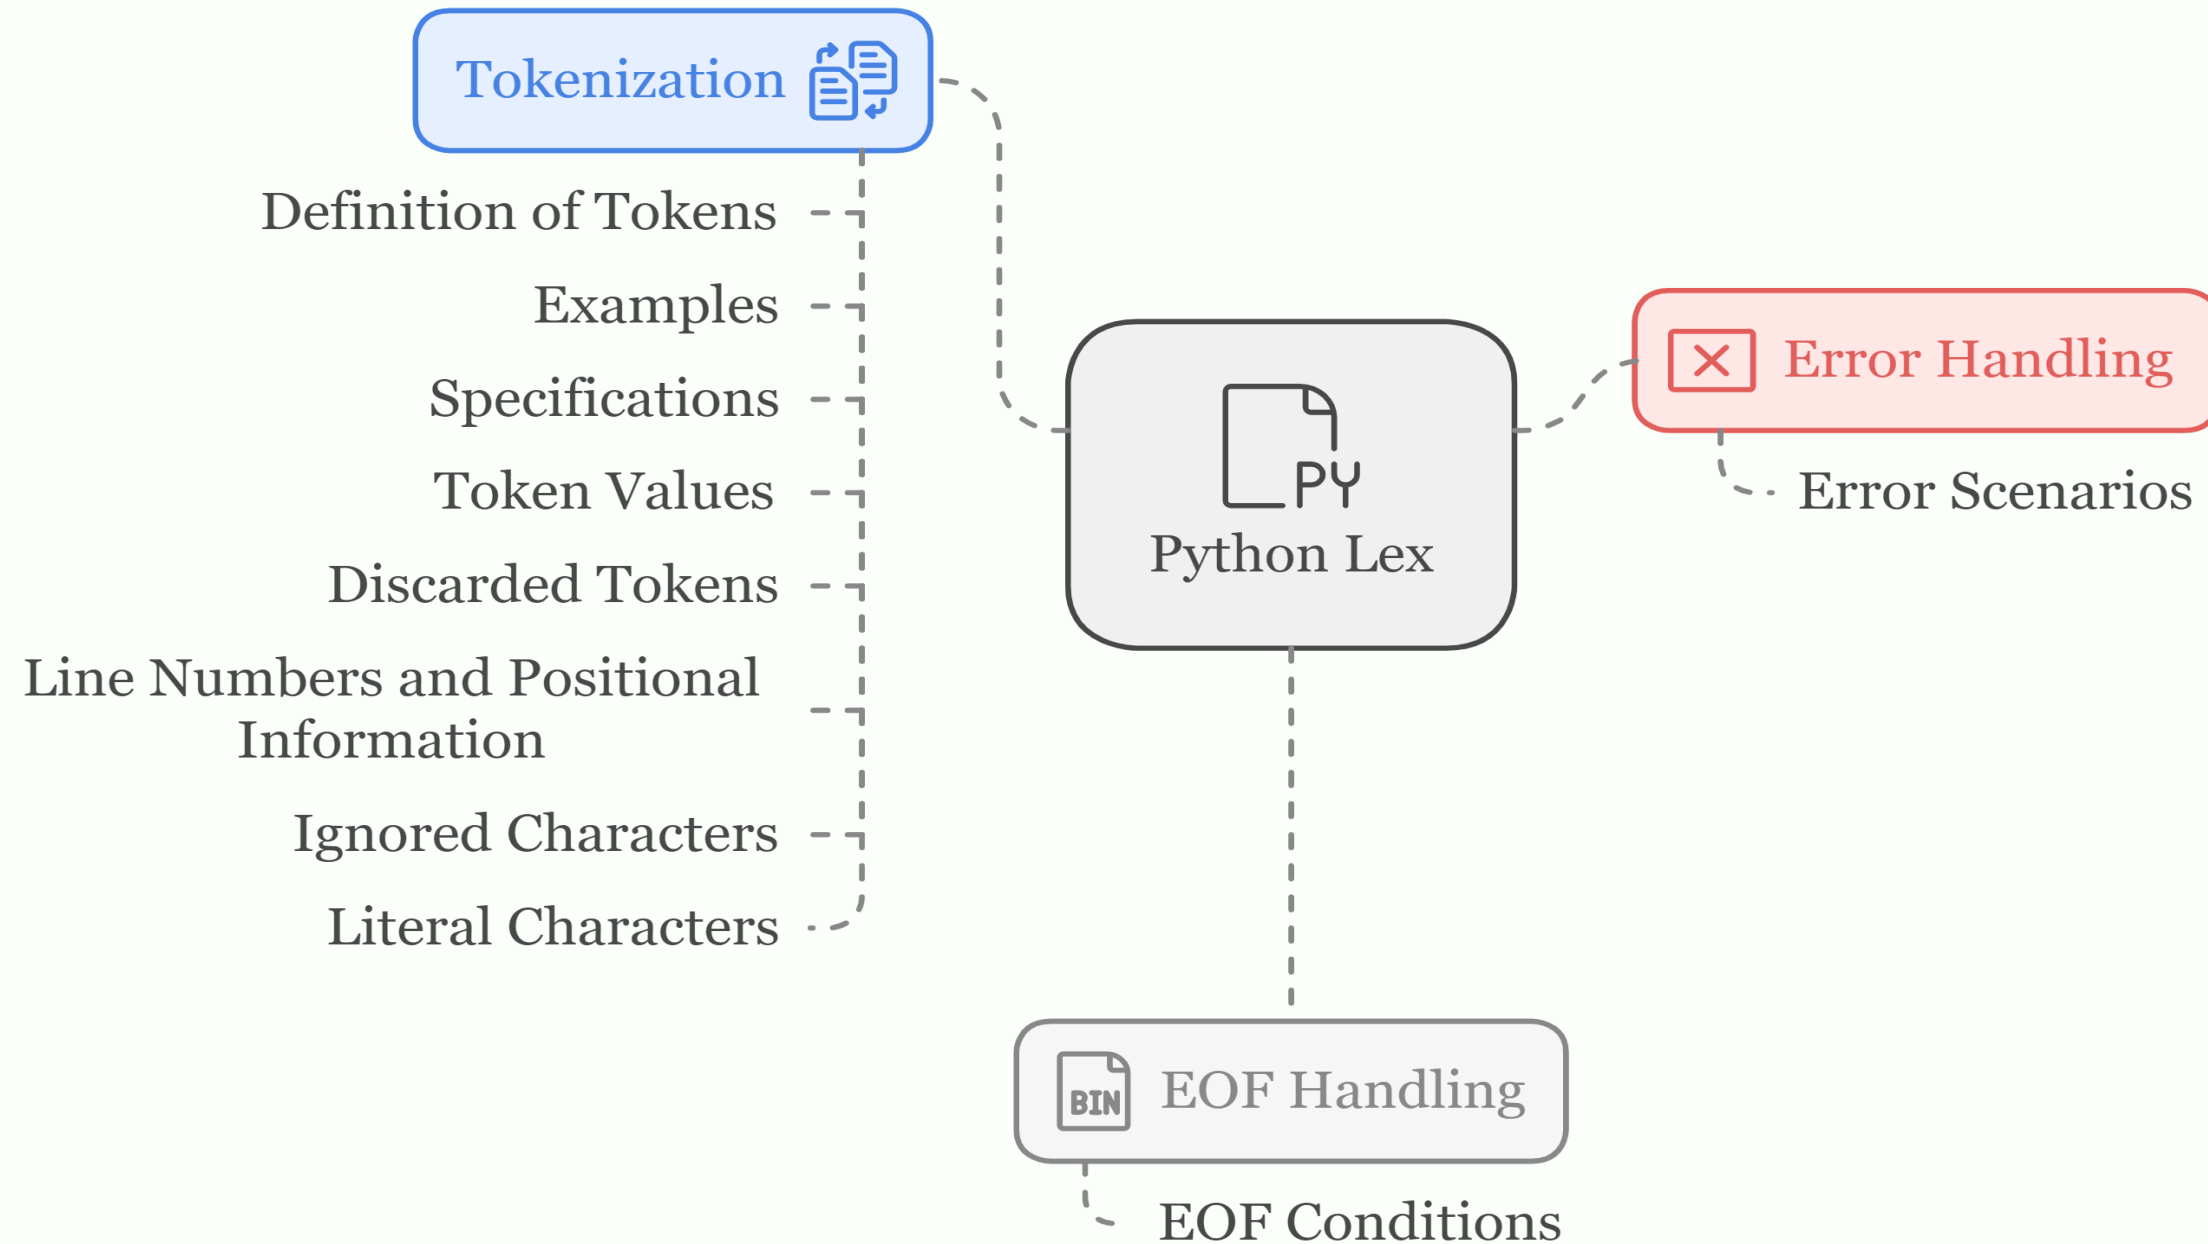 Tokenization
Definition of Tokens
Examples
Specifications
Token Values
Discarded Tokens
Line Numbers and Positional
Information
Ignored Characters
Literal Characters
PY
Python Lex
Error Handling
Error Scenarios
BIN
EOF Handling
EOF Conditions